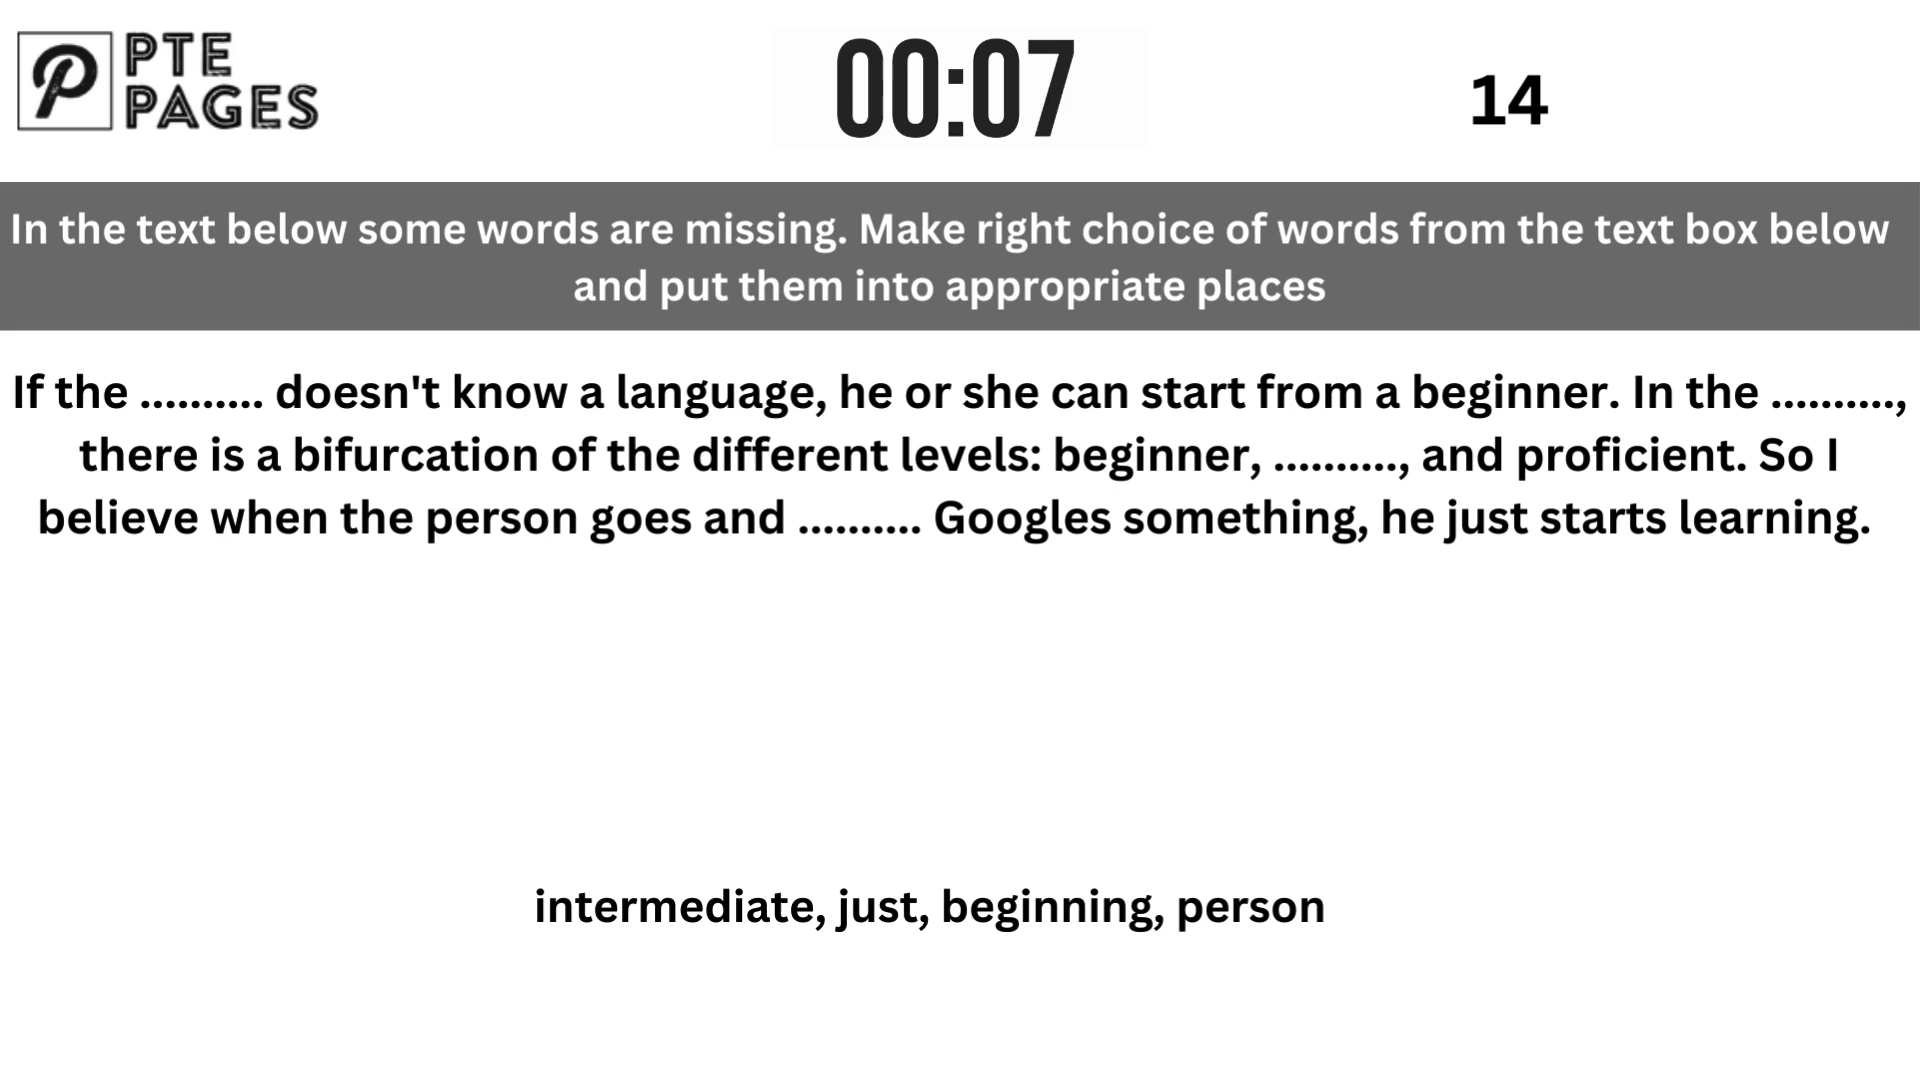 PTE
PAGES
00:07
14
In the text below some words are missing. Make right choice of words from the text box below
and put them into appropriate places
If the .......... doesn't know a language, he or she can start from a beginner. In the ..........,
there is a bifurcation of the different levels: beginner, .........., and proficient. So I
believe when the person goes and .......... Googles something, he just starts learning.
intermediate, just, beginning, person